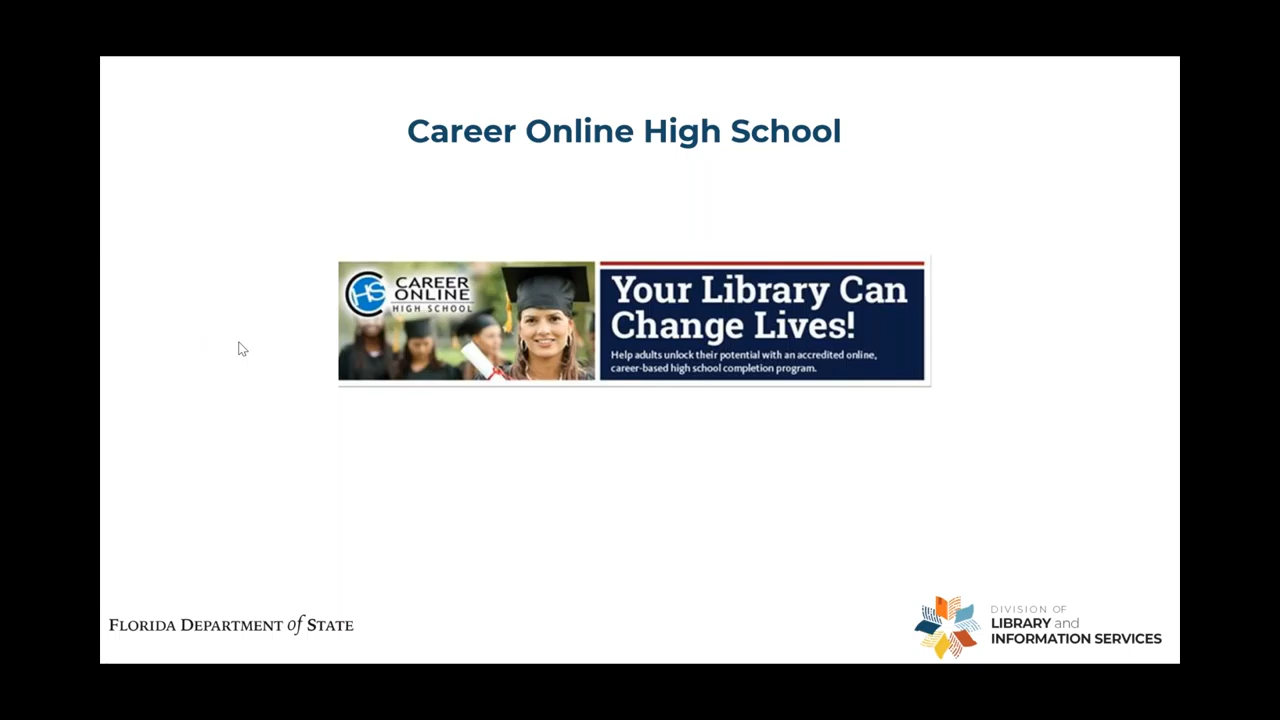 Career Online High School
CHS
CAREER
ONLINE
HIGH SCHOOL
Your Library Can
Change Lives!
Help adults unlock their potential with an accredited online,
career-based high school completion program.
FLORIDA DEPARTMENT of STATE
DIVISION OF
LIBRARY and
INFORMATION SERVICES